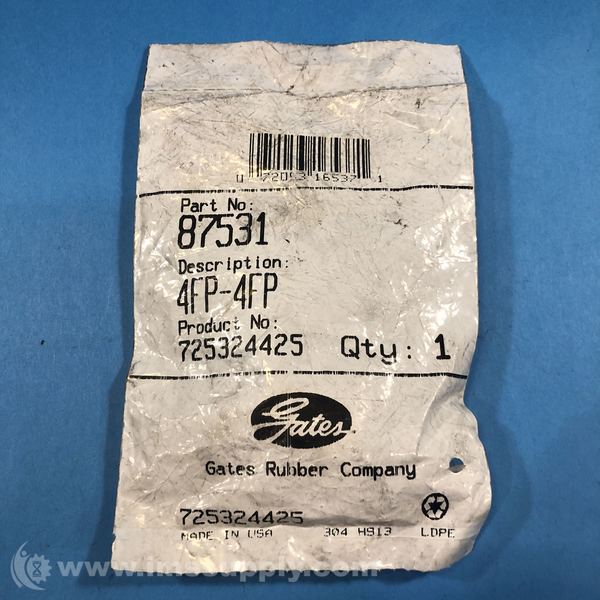 0 72053 16537 1
Part No:
87531
Description:
4FP-4FP
Product No:
725324425 Qty: 1
Gates
Gates Rubber Company
725324425
MADE IN USA 304 HS13 LDPE
www.imssupply.com